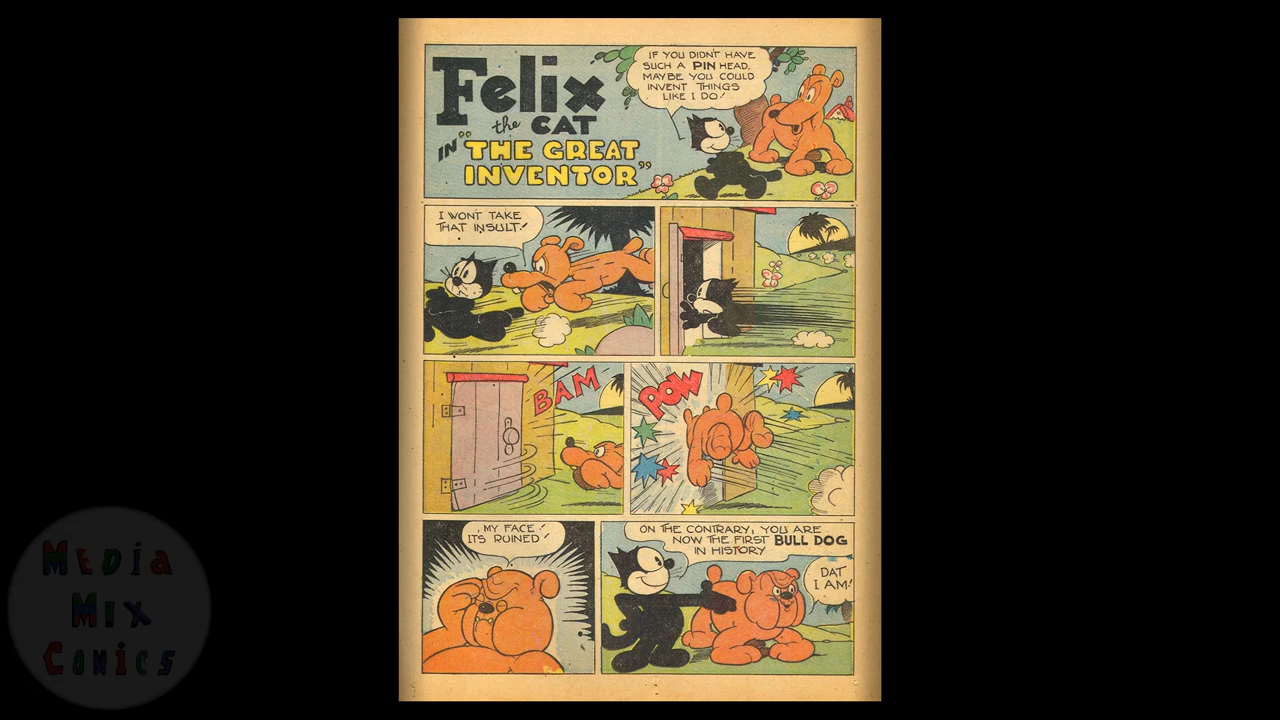 Felix
the CAT
IN "THE GREAT
INVENTOR"
IF YOU DIDN'T HAVE
SUCH A PIN HEAD,
MAYBE YOU COULD
INVENT THINGS
LIKE I DO!
I WON'T TAKE
THAT INSULT!
BAM
POW
MY FACE!
ITS RUINED!
ON THE CONTRARY, YOU ARE
NOW THE FIRST BULL DOG
IN HISTORY
DAT
I AM!
MEDia
Mix
Comics